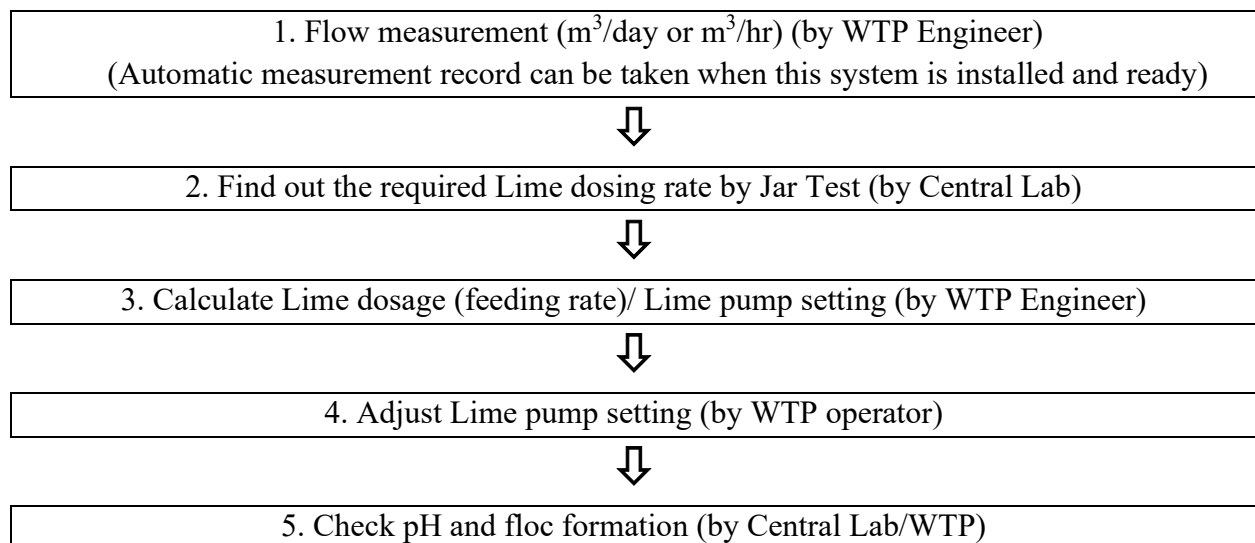 1. Flow measurement (m³/day or m³/hr) (by WTP Engineer)
(Automatic measurement record can be taken when this system is installed and ready)
2. Find out the required Lime dosing rate by Jar Test (by Central Lab)
3. Calculate Lime dosage (feeding rate)/ Lime pump setting (by WTP Engineer)
4. Adjust Lime pump setting (by WTP operator)
5. Check pH and floc formation (by Central Lab/WTP)